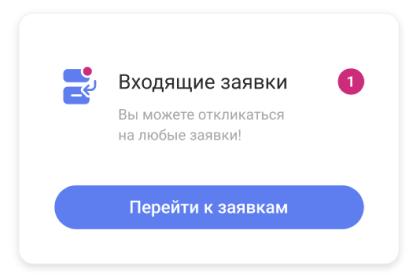 Входящие заявки 1
Вы можете откликаться
на любые заявки!
Перейти к заявкам